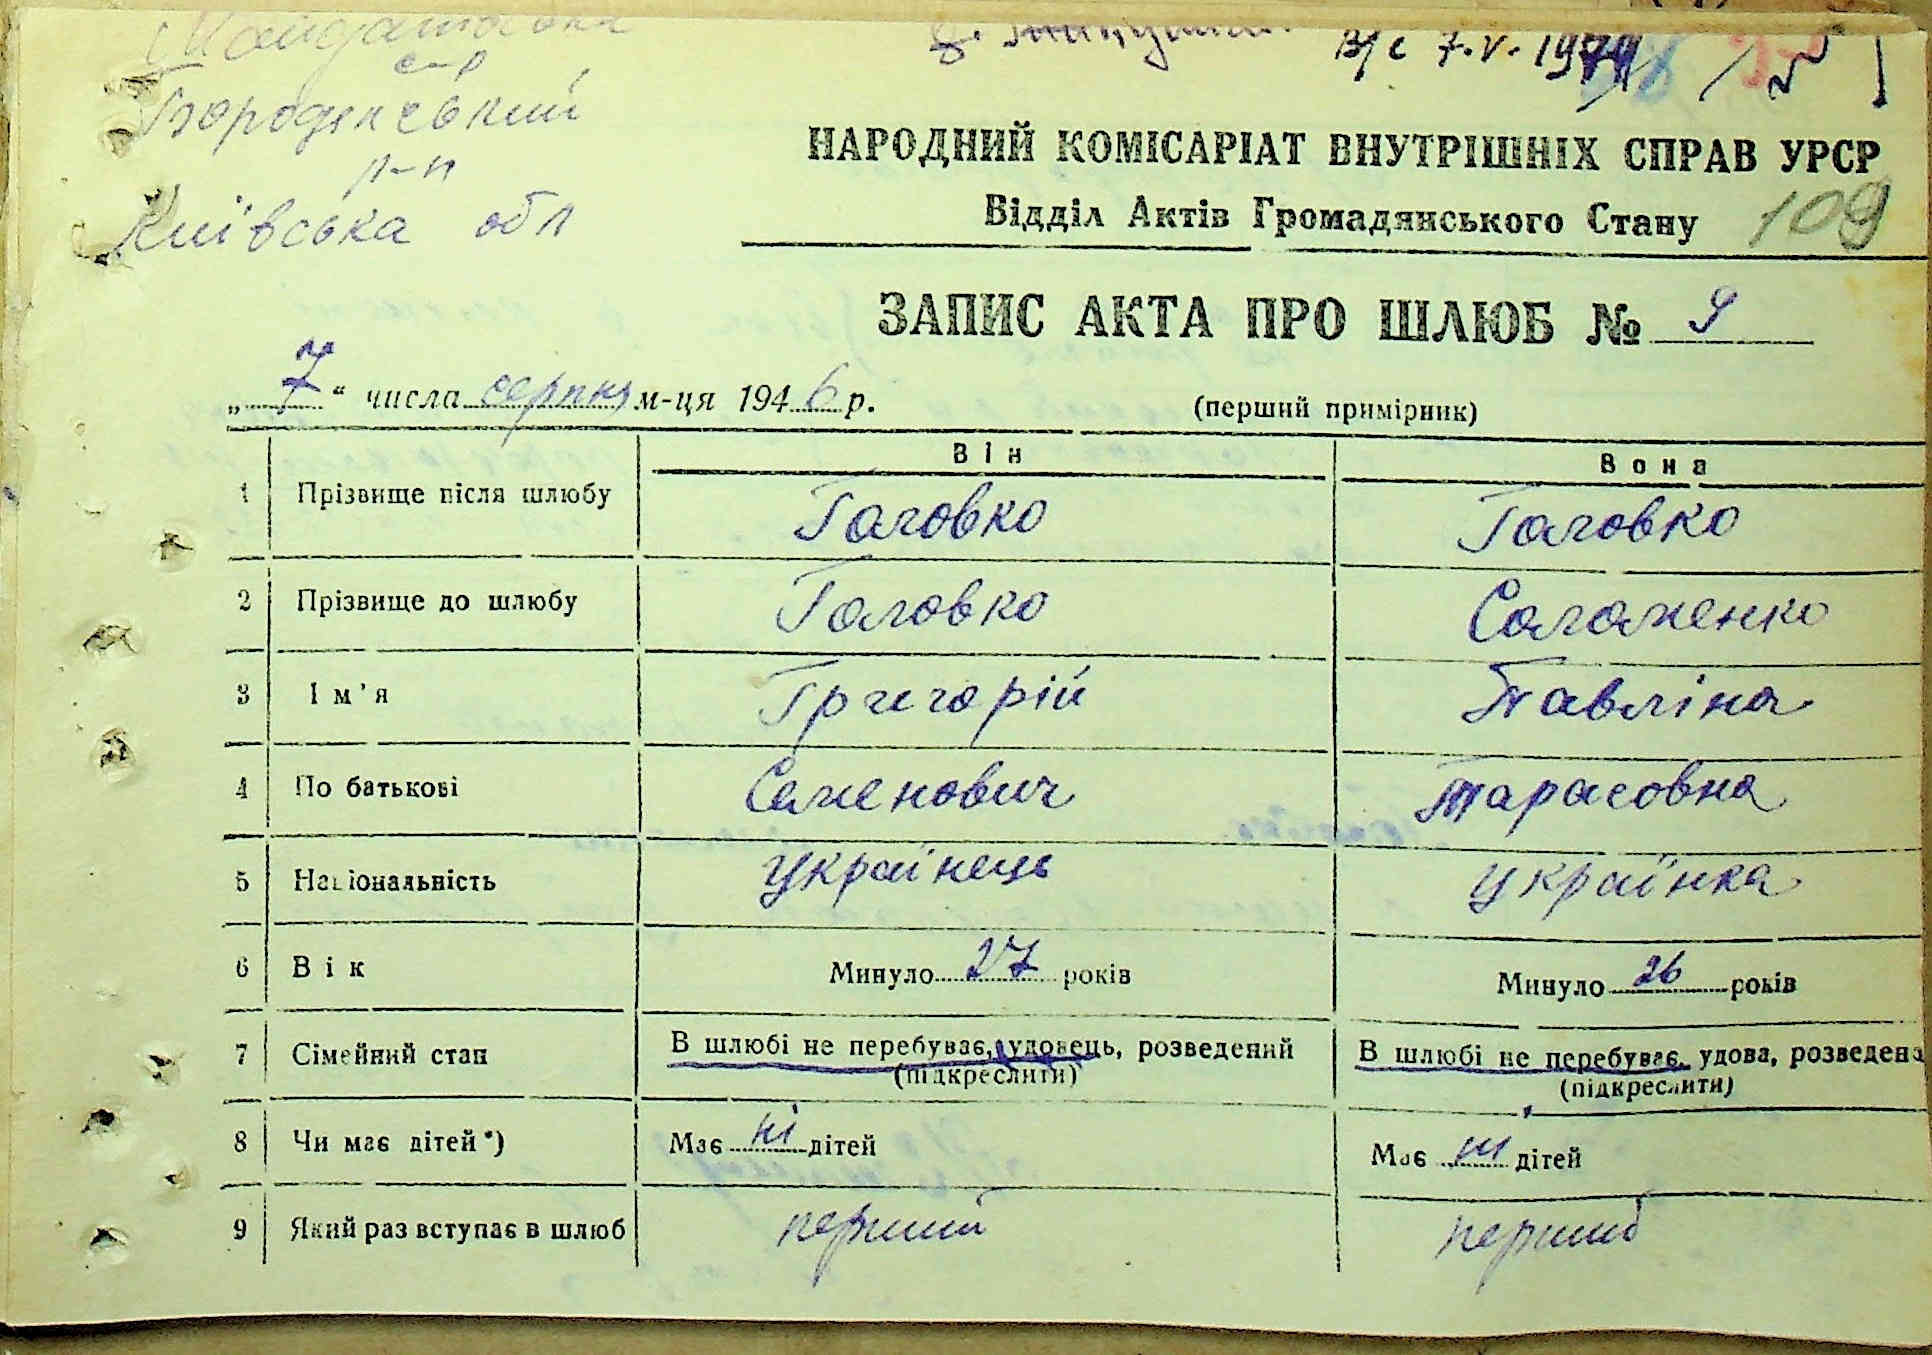 с-р
Бородянський
р-н
Київська обл
в/с 7.V.19
НАРОДНИЙ КОМІСАРІАТ ВНУТРІШНІХ СПРАВ УРСР
Відділ Актів Громадянського Стану 109
ЗАПИС АКТА ПРО ШЛЮБ № 9
„7“ числа серпня м-ця 1946 р. (перший примірник)
Він Вона
1 Прізвище після шлюбу Головко Головко
2 Прізвище до шлюбу Головко Соломенко
3 Ім'я Григорій Павліна
4 По батькові Семенович Тарасовна
5 Національність Українець Українка
6 Вік Минуло 27 років Минуло 26 років
7 Сімейний стан В шлюбі не перебуває, удовець, розведений В шлюбі не перебуває, удова, розведена
(підкреслити) (підкреслити)
8 Чи має дітей*) Має ні дітей Має ні дітей
9 Який раз вступає в шлюб перший перший